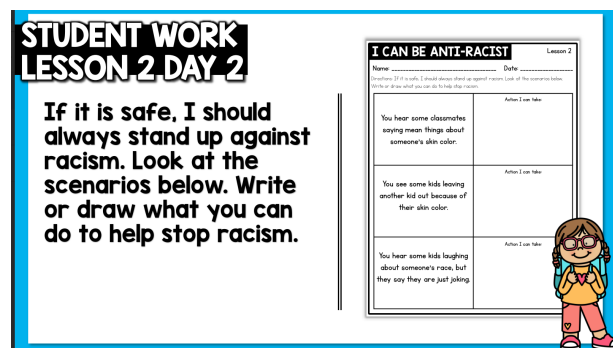 STUDENT WORK
LESSON 2 DAY 2
If it is safe, I should
always stand up against
racism. Look at the
scenarios below. Write
or draw what you can
do to help stop racism.
I CAN BE ANTI-RACIST
Lesson 2
Name: ____________________ Date: ____________
Directions: If it is safe, I should always stand up against racism. Look at the scenarios below.
Write or draw what you can do to help stop racism.
You hear some classmates
saying mean things about
someone's skin color.
Action I can take:
You see some kids leaving
another kid out because of
their skin color.
Action I can take:
You hear some kids laughing
about someone's race, but
they say they are just joking.
Action I can take: